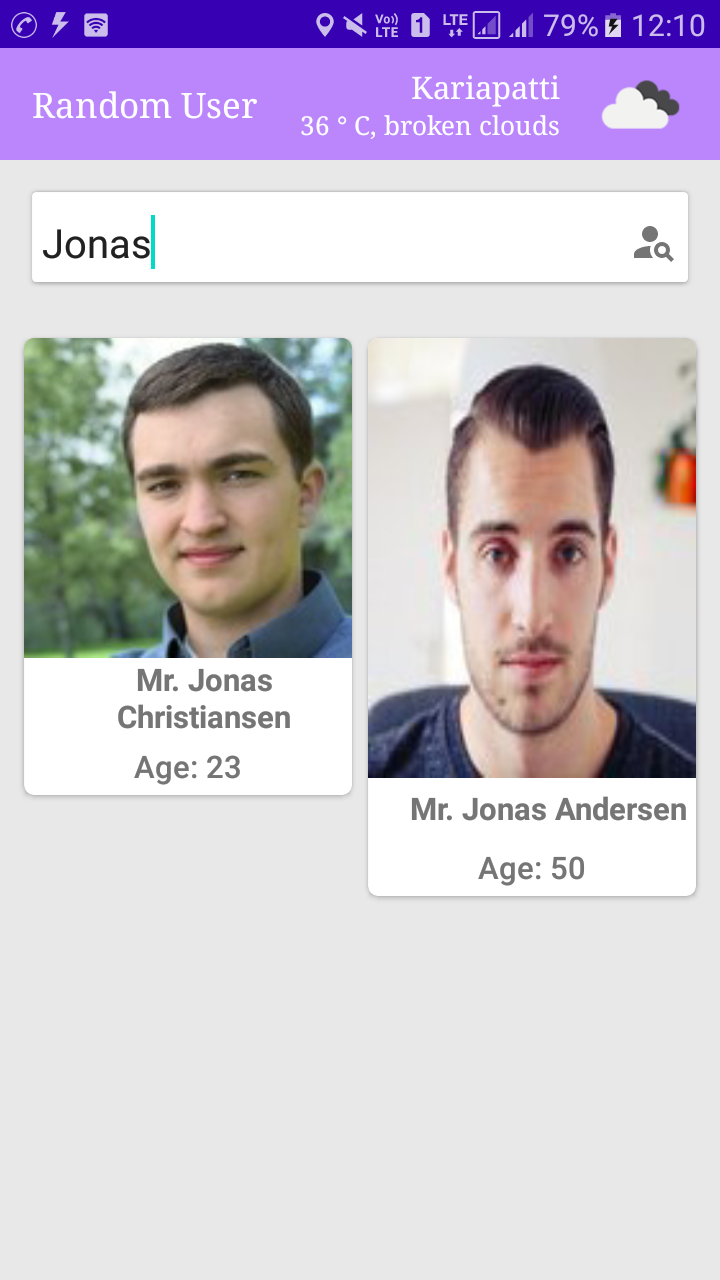 Vo)) LTE 1 LTE 79% 12:10
Random User
Kariapatti
36 ° C, broken clouds
Jonas
Mr. Jonas
Christiansen
Age: 23
Mr. Jonas Andersen
Age: 50